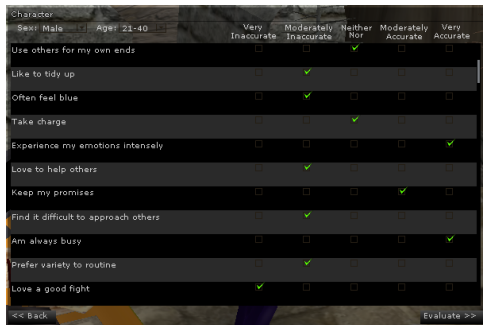 Character
Sex: Male Age: 21-40 Very Inaccurate Moderately Inaccurate Neither Nor Moderately Accurate Very Accurate
Use others for my own ends
Like to tidy up
Often feel blue
Take charge
Experience my emotions intensely
Love to help others
Keep my promises
Find it difficult to approach others
Am always busy
Prefer variety to routine
Love a good fight
<< Back Evaluate >>